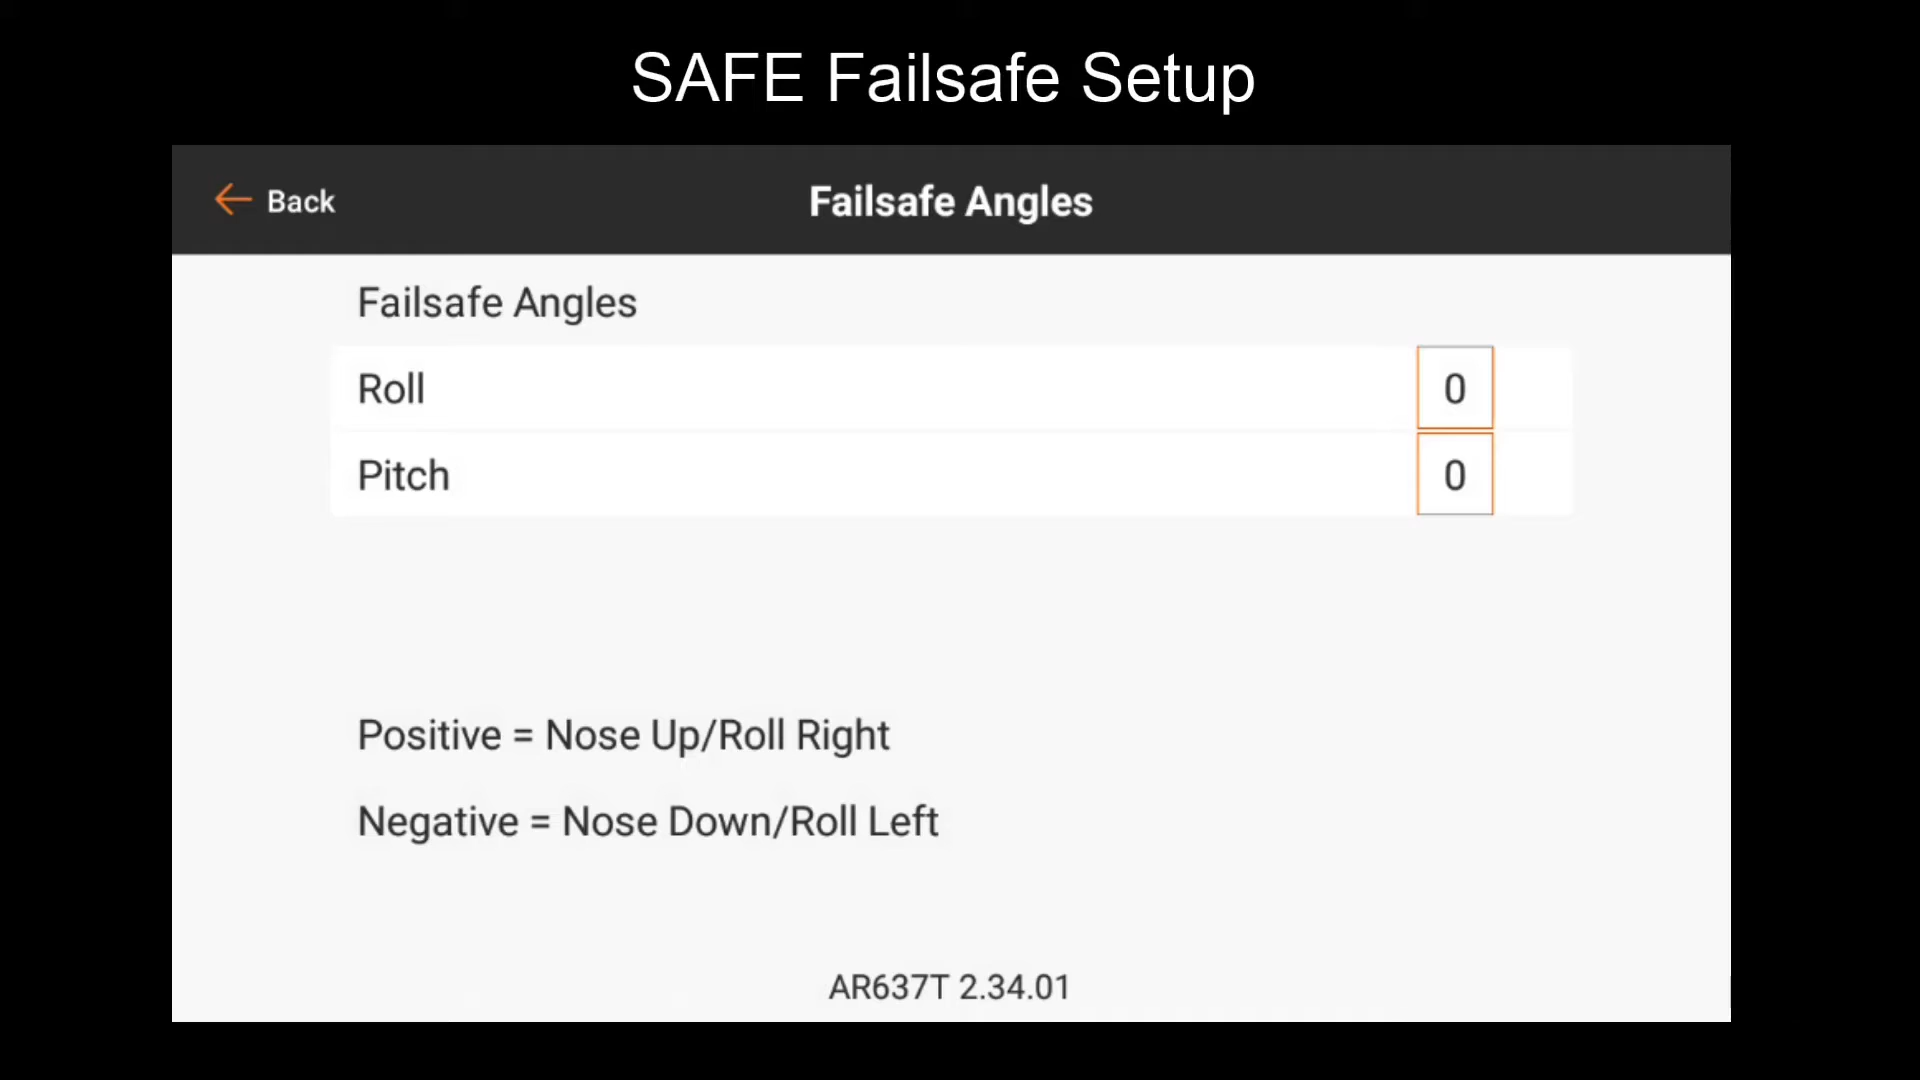 SAFE Failsafe Setup
Back
Failsafe Angles
Failsafe Angles
Roll 0
Pitch 0
Positive = Nose Up/Roll Right
Negative = Nose Down/Roll Left
AR637T 2.34.01